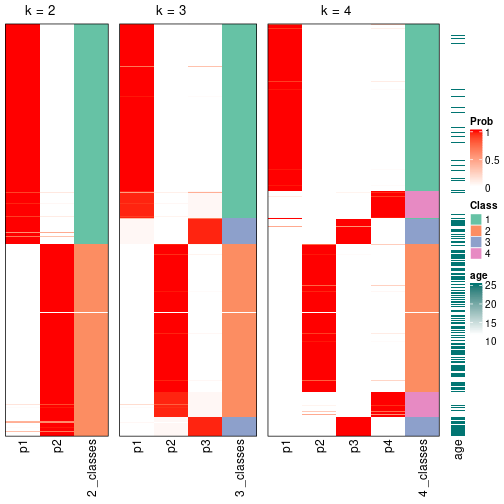 k = 2
k = 3
k = 4
Prob
1
0.5
0
Class
1
2
3
4
age
25
20
15
10
p1
p2
2_classes
p1
p2
p3
3_classes
p1
p2
p3
p4
4_classes
age